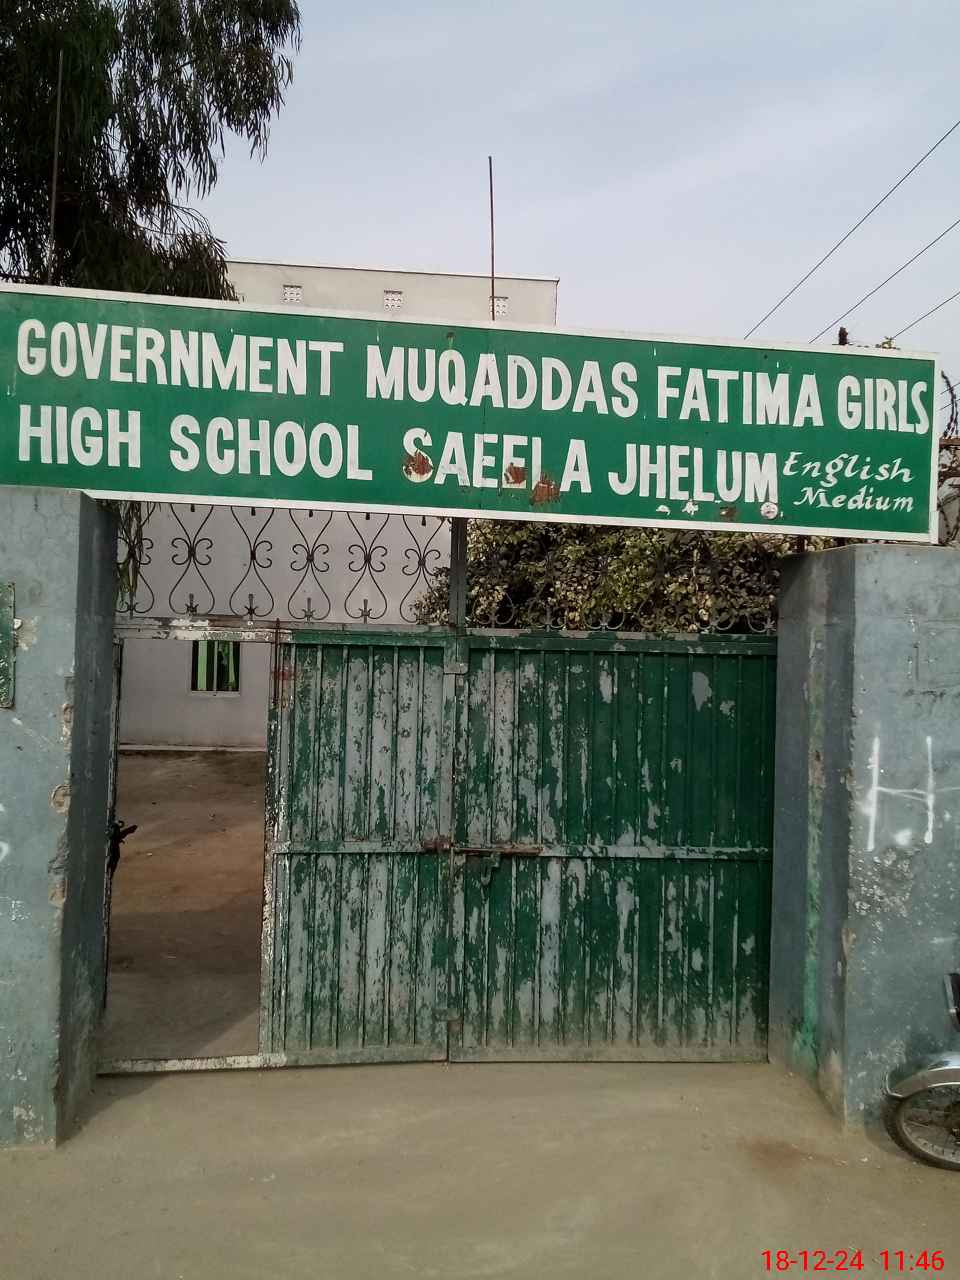 GOVERNMENT MUQADDAS FATIMA GIRLS
HIGH SCHOOL SAEELA JHELUM English Medium
H
18-12-24 11:46